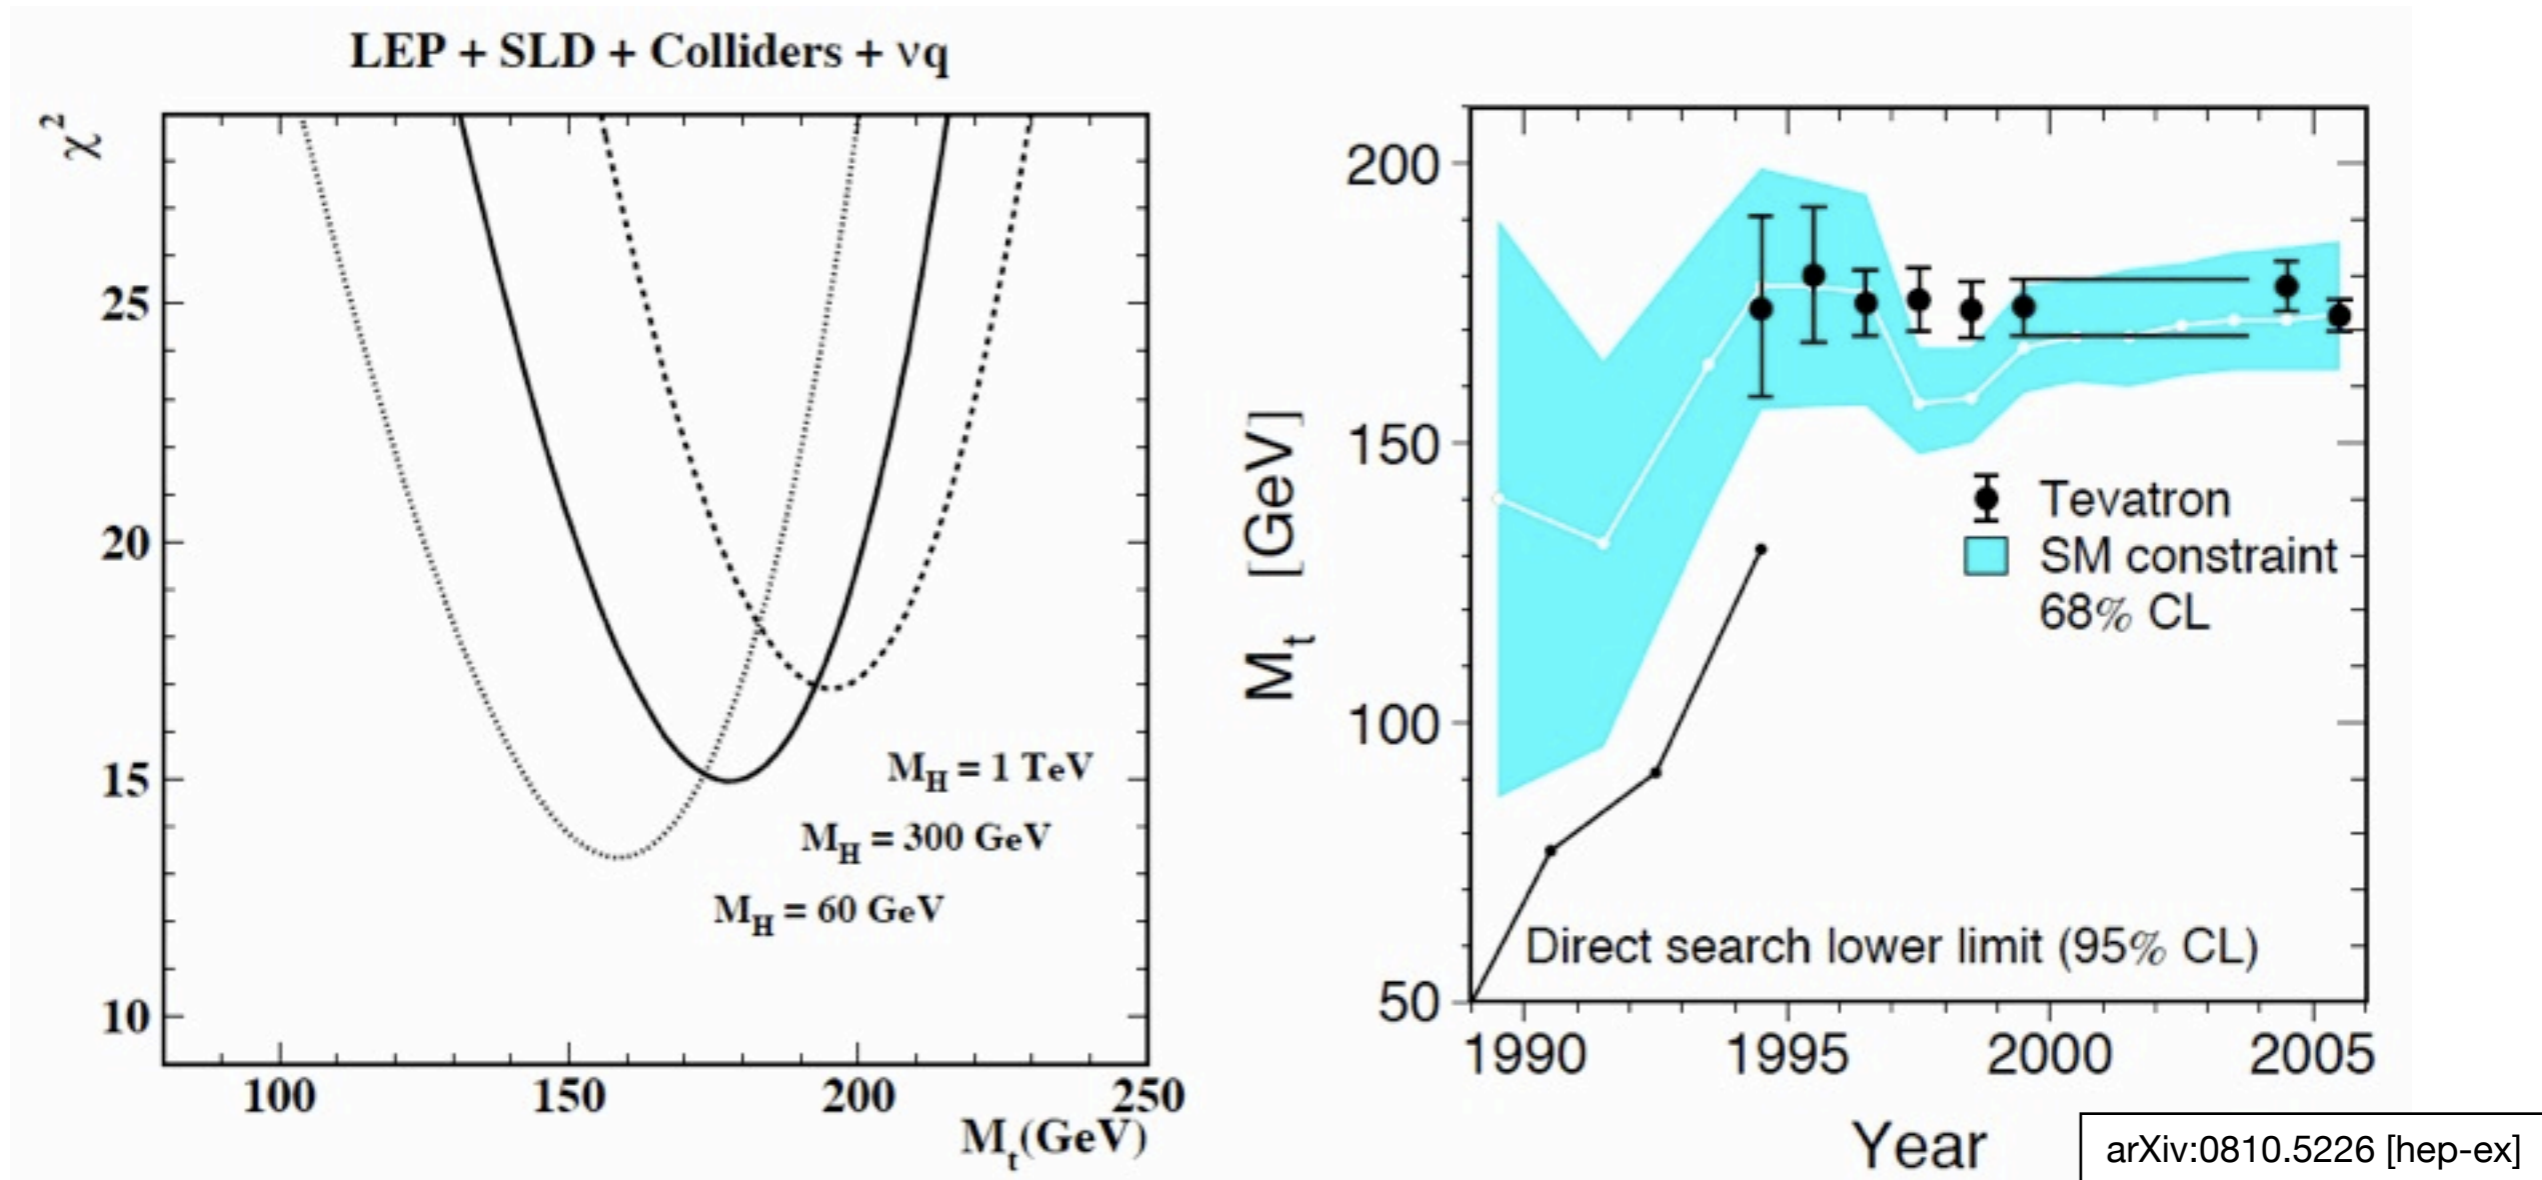 LEP + SLD + Colliders + νq
χ²
25
20
15
10
M_H = 1 TeV
M_H = 300 GeV
M_H = 60 GeV
100 150 200 250
M_t(GeV)
200
150
100
50
M_t [GeV]
Tevatron
SM constraint
68% CL
Direct search lower limit (95% CL)
1990 1995 2000 2005
Year
arXiv:0810.5226 [hep-ex]